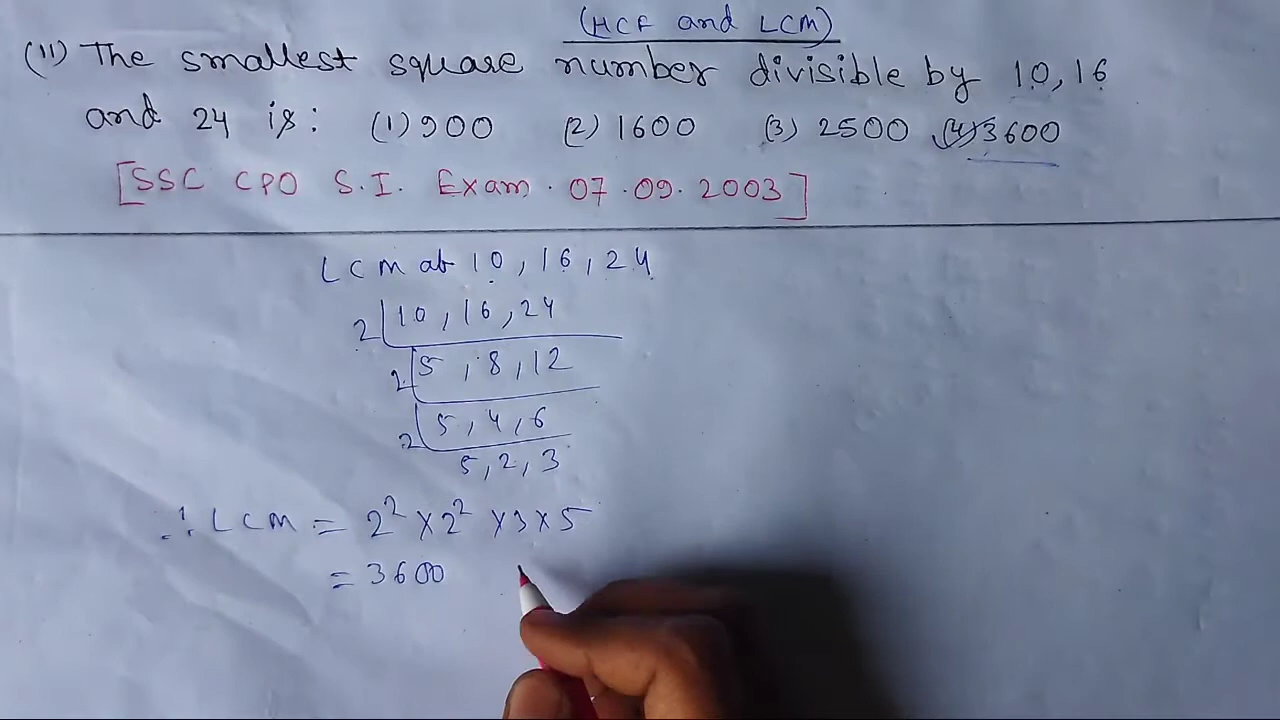 (HCF and LCM)
(11) The smallest square number divisible by 10, 16
and 24 is: (1) 900 (2) 1600 (3) 2500 (4) 3600
[SSC CPO S.I. Exam. 07.09.2003]
LCM of 10, 16, 24
2 10, 16, 24
2 5, 8, 12
2 5, 4, 6
5, 2, 3
∴ LCM = 2² × 2² × 3 × 5
= 3600